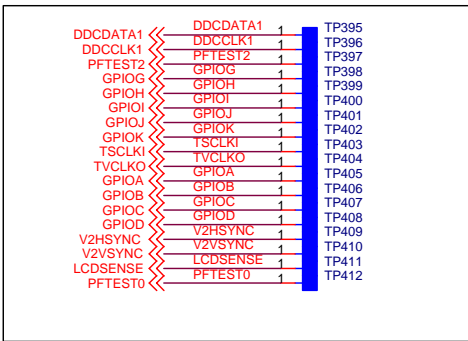 DDCDATA1 DDCDATA1 1 TP395
DDCCLK1 DDCCLK1 1 TP396
PFTEST2 PFTEST2 1 TP397
GPIOG GPIOG 1 TP398
GPIOH GPIOH 1 TP399
GPIOI GPIOI 1 TP400
GPIOJ GPIOJ 1 TP401
GPIOK GPIOK 1 TP402
TSCLKI TSCLKI 1 TP403
TVCLKO TVCLKO 1 TP404
GPIOA GPIOA 1 TP405
GPIOB GPIOB 1 TP406
GPIOC GPIOC 1 TP407
GPIOD GPIOD 1 TP408
V2HSYNC V2HSYNC 1 TP409
V2VSYNC V2VSYNC 1 TP410
LCDSENSE LCDSENSE 1 TP411
PFTEST0 PFTEST0 1 TP412